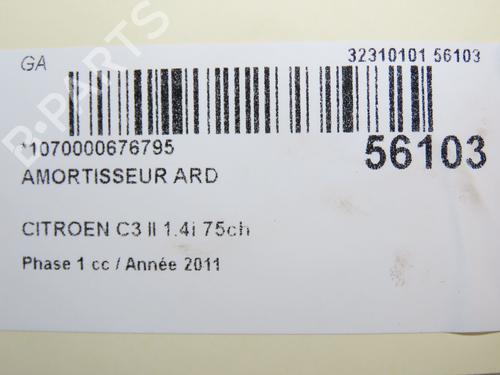 GA
32310101 56103
*1070000676795
56103
AMORTISSEUR ARD
CITROEN C3 II 1.4i 75ch
Phase 1 cc / Année 2011
B-PARTS